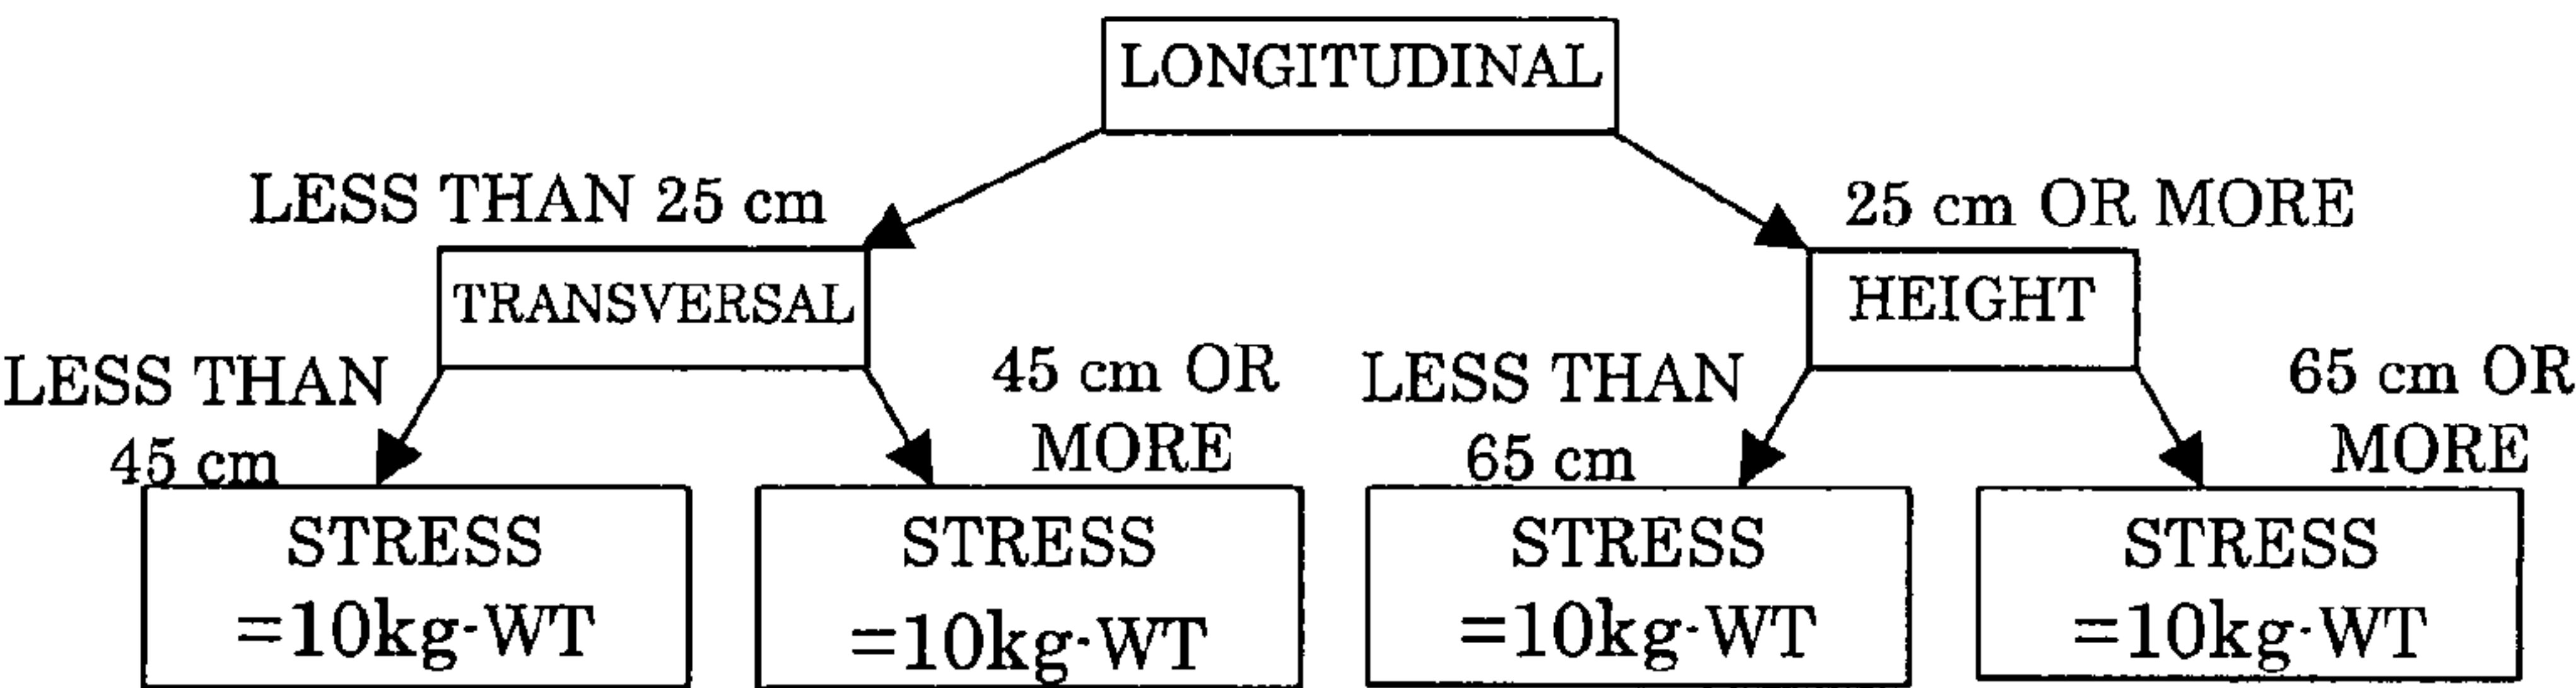 LONGITUDINAL
LESS THAN 25 cm
25 cm OR MORE
TRANSVERSAL
HEIGHT
LESS THAN
45 cm
45 cm OR
MORE
LESS THAN
65 cm
65 cm OR
MORE
STRESS
=10kg·WT
STRESS
=10kg·WT
STRESS
=10kg·WT
STRESS
=10kg·WT